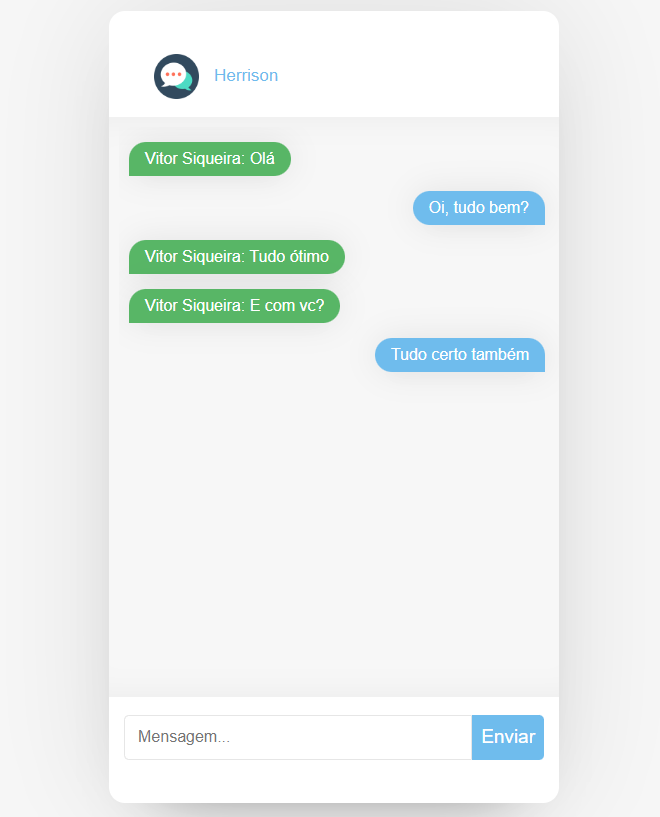 Herrison
Vitor Siqueira: Olá
Oi, tudo bem?
Vitor Siqueira: Tudo ótimo
Vitor Siqueira: E com vc?
Tudo certo também
Mensagem...
Enviar